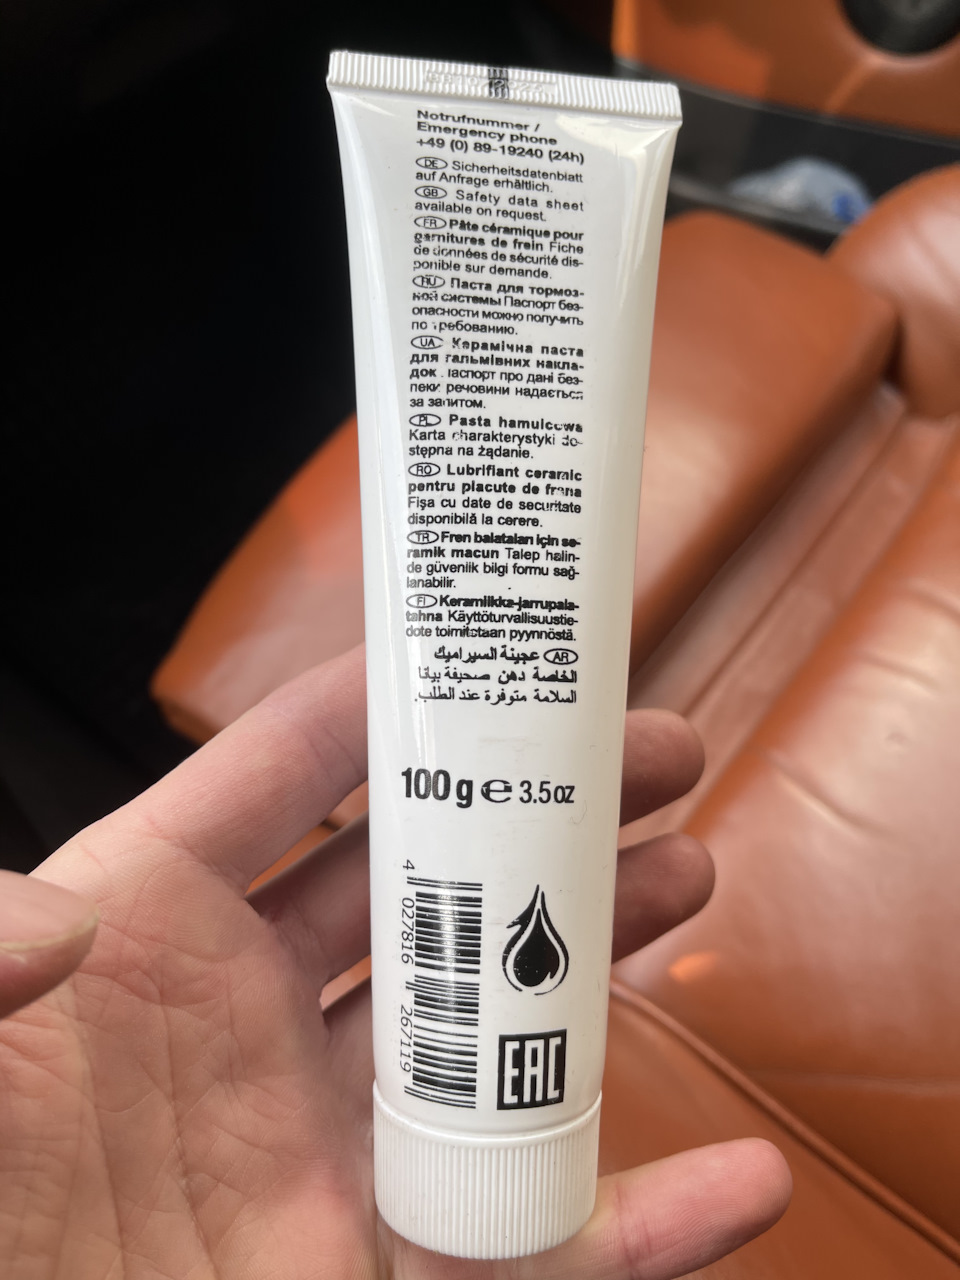 Notrufnummer /
Emergency phone
+49 (0) 89-19240 (24h)
DE Sicherheitsdatenblatt
auf Anfrage erhältlich.
GB Safety data sheet
available on request.
FR Pâte céramique pour
garnitures de frein Fiche
de données de sécurité dis-
ponible sur demande.
RU Паста для тормоз-
ной системы Паспорт без-
опасности можно получить
по требованию.
UA Керамічна паста
для гальмівних накла-
док Паспорт про дані без-
пеки речовини надається
за запитом.
PL Pasta hamulcowa
Karta charakterystyki do-
stępna na żądanie.
RO Lubrifiant ceramic
pentru placute de frana
Fişa cu date de securitate
disponibilă la cerere.
TR Fren balataları için se-
ramik macun Talep halin-
de güvenlik bilgi formu sağ-
lanabilir.
FI Keramiikka-jarrupala-
tahna Käyttöturvallisuustie-
dote toimitetaan pyynnöstä.
AR عجينة السيراميك
الخاصة دهن صحيفة بيانا
السلامة متوفرة عند الطلب.
100 g ℮ 3.5 oz
4 027816 267119
EAC